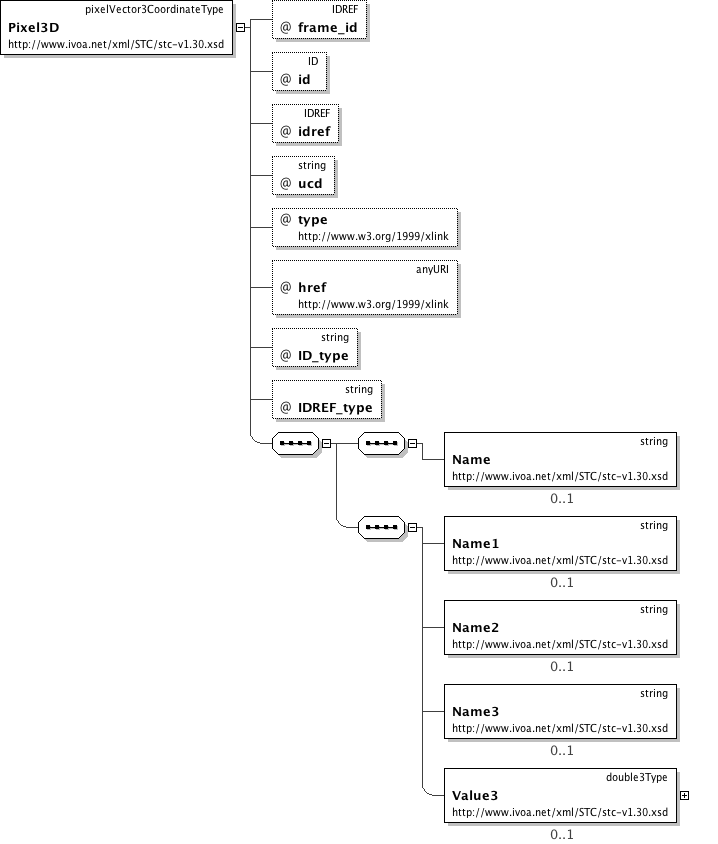 pixelVector3CoordinateType
Pixel3D
http://www.ivoa.net/xml/STC/stc-v1.30.xsd
IDREF
@ frame_id
ID
@ id
IDREF
@ idref
string
@ ucd
@ type
http://www.w3.org/1999/xlink
anyURI
@ href
http://www.w3.org/1999/xlink
string
@ ID_type
string
@ IDREF_type
string
Name
http://www.ivoa.net/xml/STC/stc-v1.30.xsd
0..1
string
Name1
http://www.ivoa.net/xml/STC/stc-v1.30.xsd
0..1
string
Name2
http://www.ivoa.net/xml/STC/stc-v1.30.xsd
0..1
string
Name3
http://www.ivoa.net/xml/STC/stc-v1.30.xsd
0..1
double3Type
Value3
http://www.ivoa.net/xml/STC/stc-v1.30.xsd
0..1